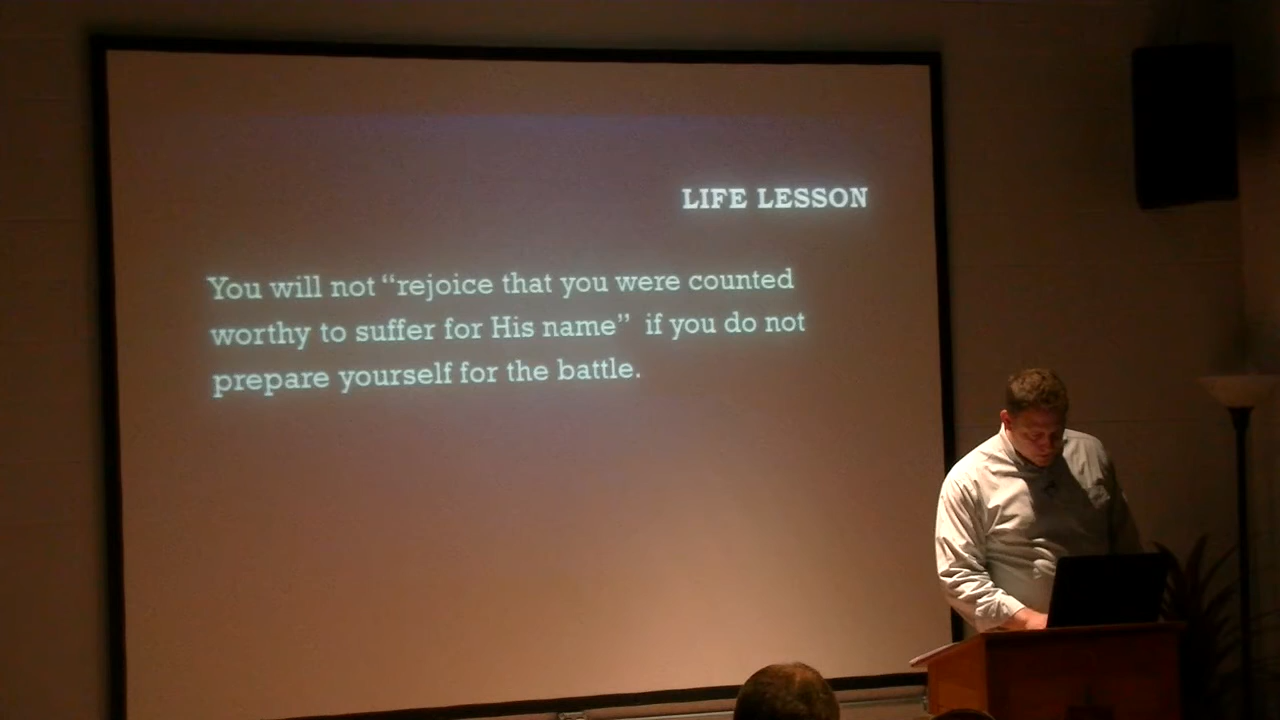 LIFE LESSON
You will not “rejoice that you were counted
worthy to suffer for His name” if you do not
prepare yourself for the battle.